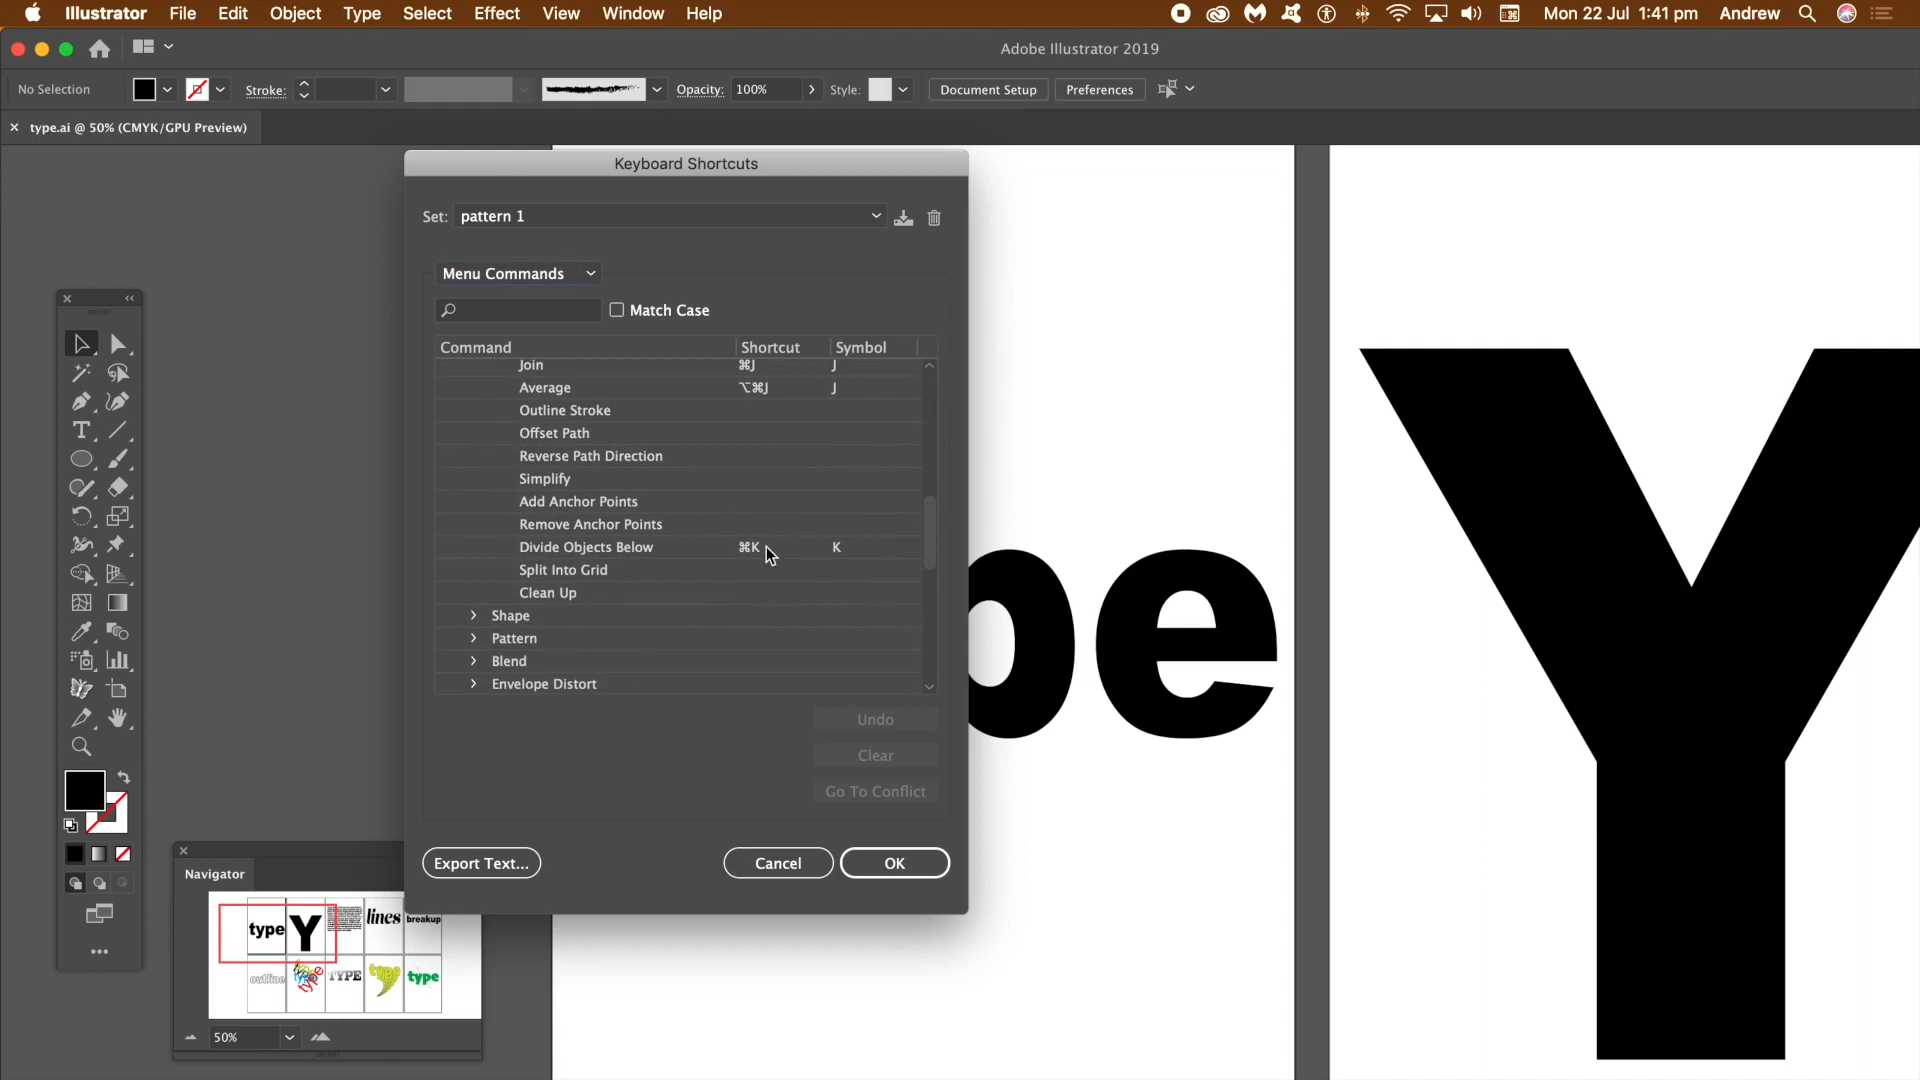 Illustrator File Edit Object Type Select Effect View Window Help Mon 22 Jul 1:41 pm Andrew
Adobe Illustrator 2019
No Selection Stroke: Opacity: 100% Style: Document Setup Preferences
type.ai @ 50% (CMYK/GPU Preview)
Keyboard Shortcuts
Set: pattern 1
Menu Commands
Match Case
Command Shortcut Symbol
Join ⌘J J
Average ⌥⌘J J
Outline Stroke
Offset Path
Reverse Path Direction
Simplify
Add Anchor Points
Remove Anchor Points
Divide Objects Below ⌘K K
Split Into Grid
Clean Up
Shape
Pattern
Blend
Envelope Distort
Undo
Clear
Go To Conflict
Export Text... Cancel OK
pe Y
Navigator
type Y lines breakup
outline type TYPE type type
50%